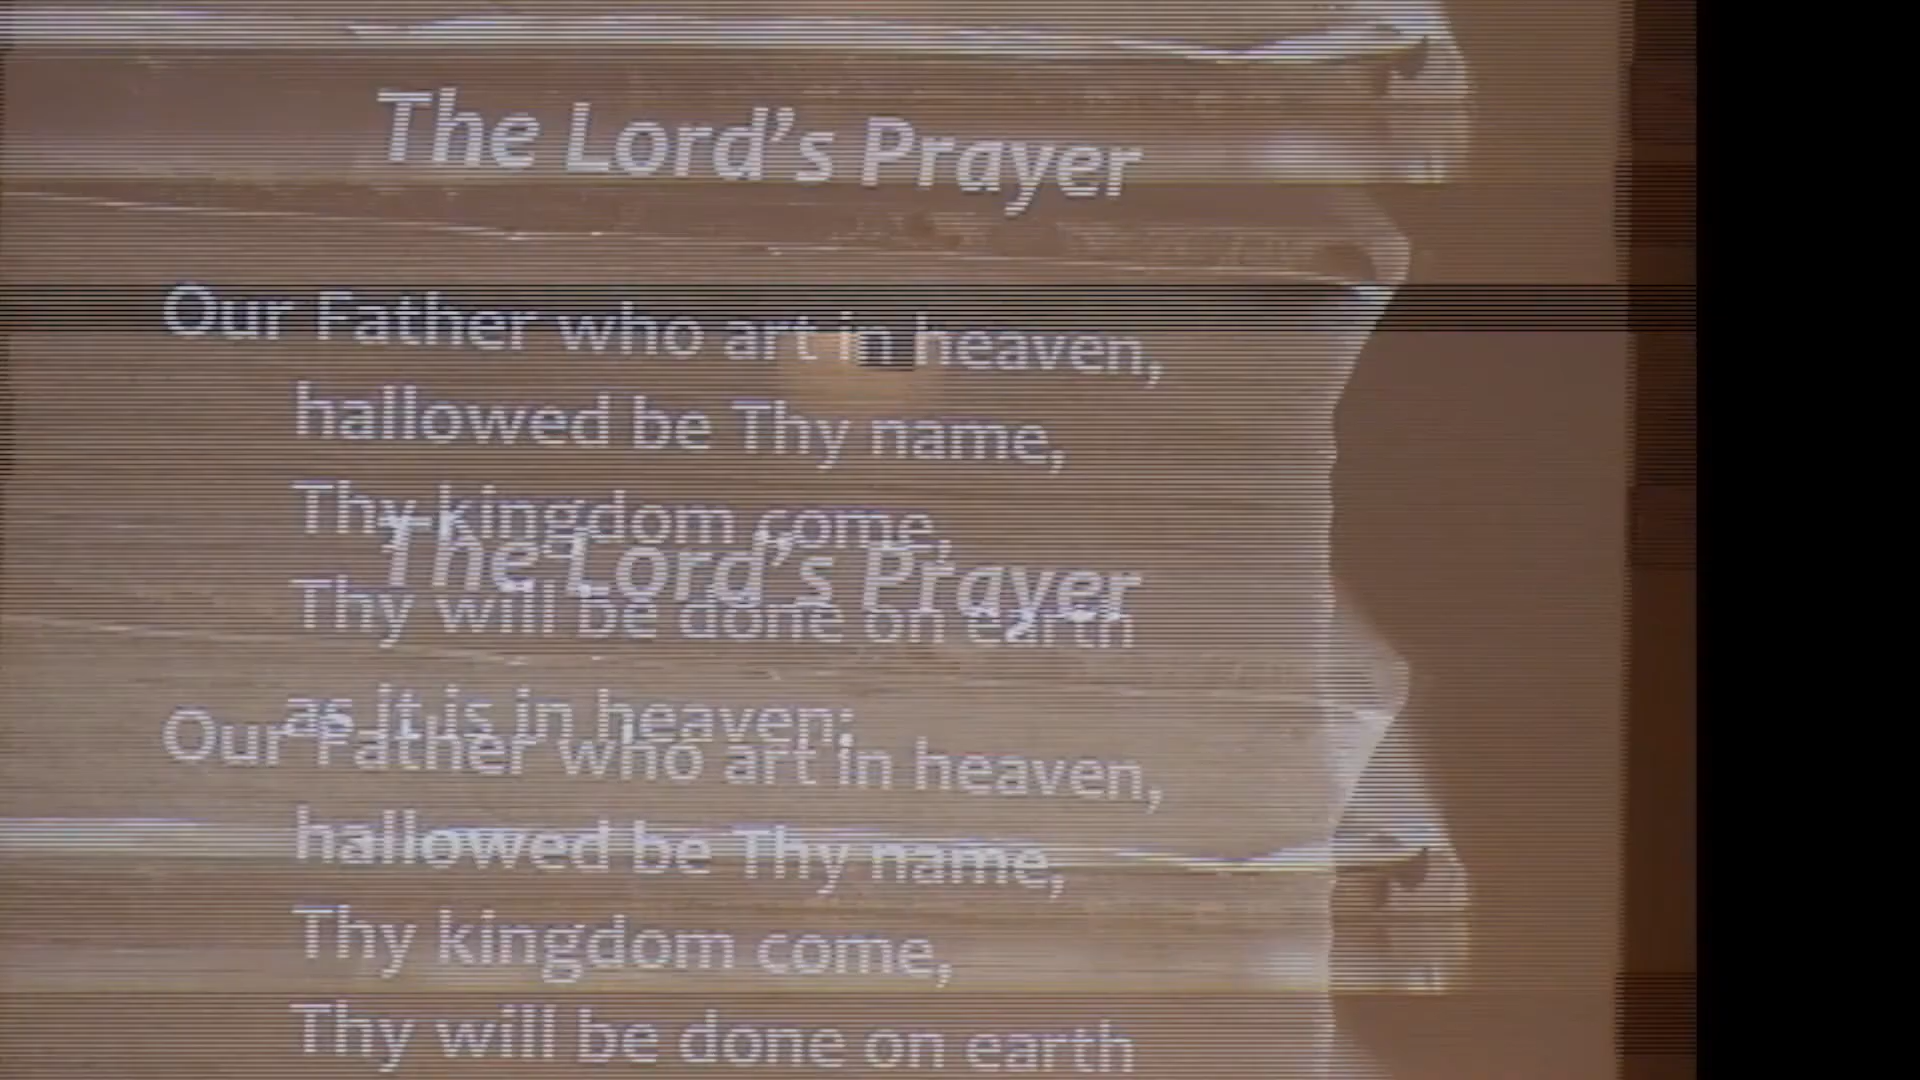 The Lord's Prayer
Our Father who art in heaven,
hallowed be Thy name,
Thy kingdom come,
The Lord's Prayer
Thy will be done on earth
as it is in heaven;
Our Father who art in heaven,
hallowed be Thy name,
Thy kingdom come,
Thy will be done on earth